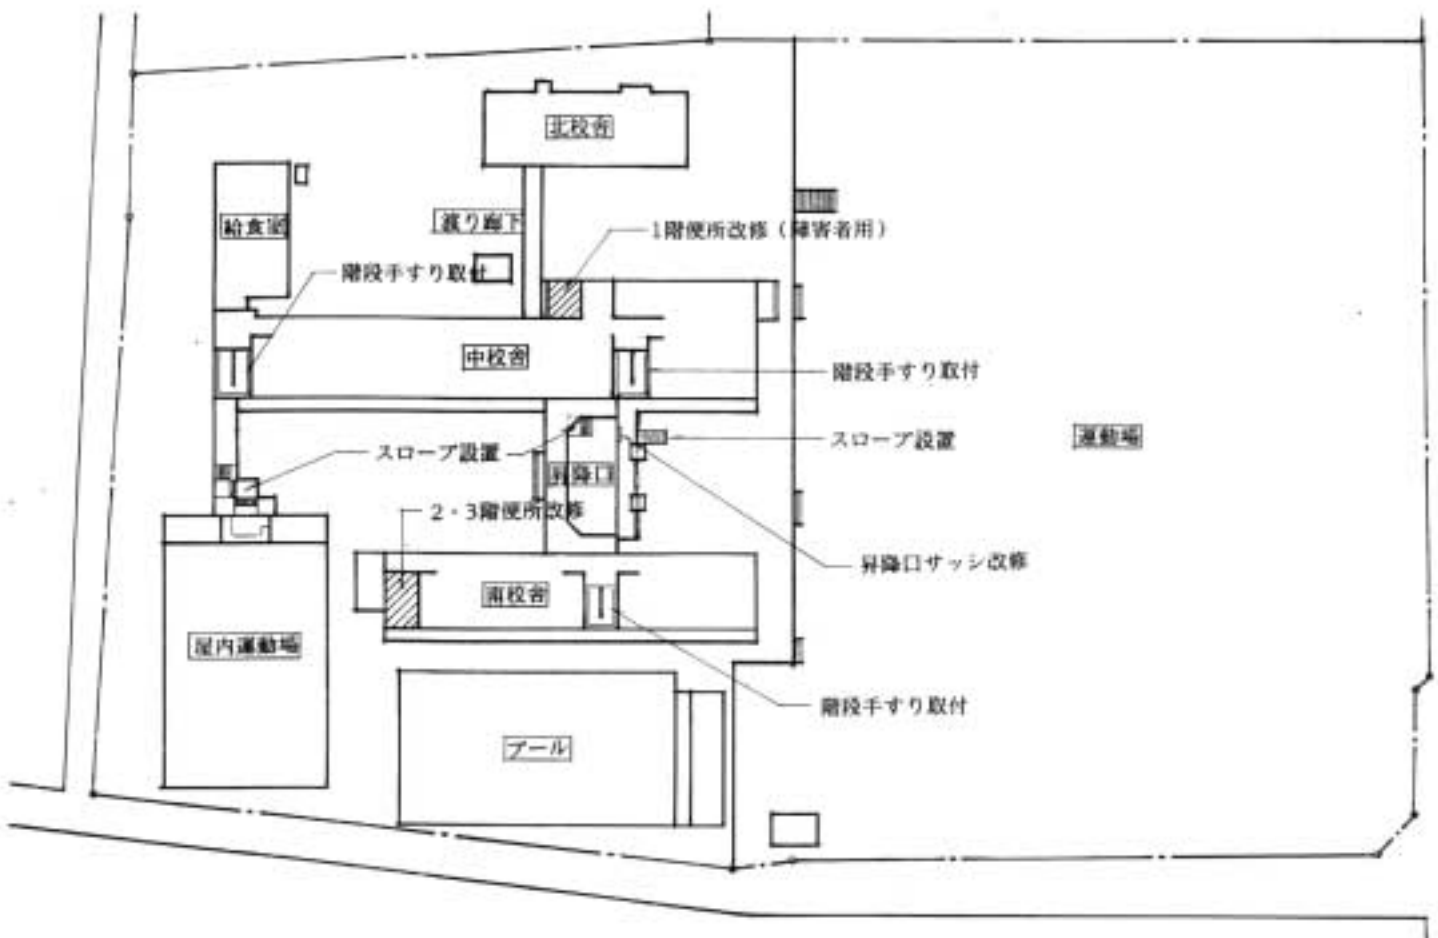 北校舎
給食室
渡り廊下
1階便所改修（障害者用）
階段手すり取付
中校舎
階段手すり取付
スロープ設置
昇降口
スロープ設置
運動場
2・3階便所改修
昇降口サッシ改修
南校舎
屋内運動場
階段手すり取付
プール